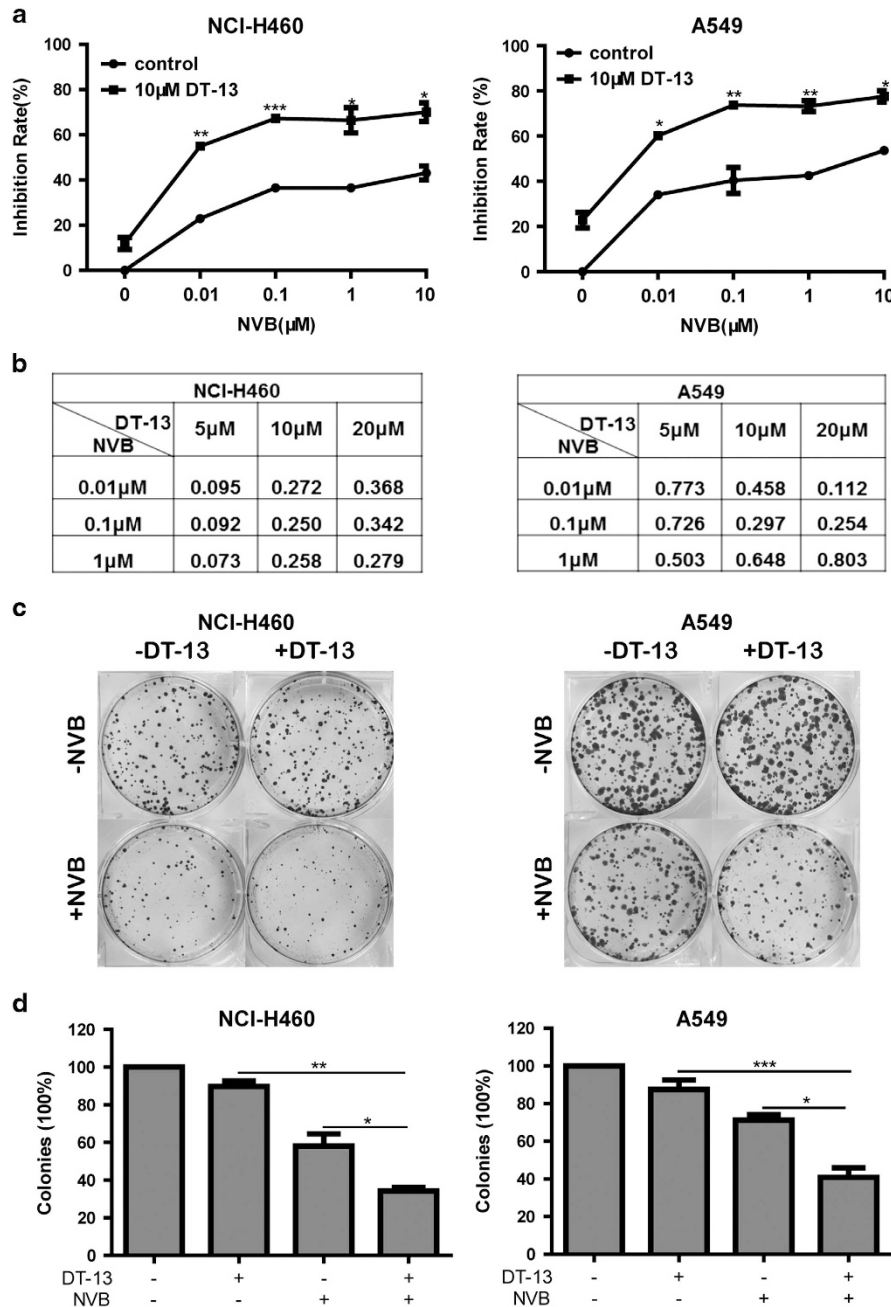 a
NCI-H460
A549
Inhibition Rate(%)
100
80
60
40
20
0
control
10µM DT-13
**
***
*
*
0
0.01
0.1
1
10
NVB(µM)
Inhibition Rate (%)
100
80
60
40
20
0
control
10µM DT-13
*
**
**
*
0
0.01
0.1
1
10
NVB(µM)
b
NCI-H460
DT-13 5µM 10µM 20µM
NVB
0.01µM 0.095 0.272 0.368
0.1µM 0.092 0.250 0.342
1µM 0.073 0.258 0.279
A549
DT-13 5µM 10µM 20µM
NVB
0.01µM 0.773 0.458 0.112
0.1µM 0.726 0.297 0.254
1µM 0.503 0.648 0.803
c
NCI-H460
-DT-13 +DT-13
-NVB
+NVB
A549
-DT-13 +DT-13
-NVB
+NVB
d
NCI-H460
Colonies (100%)
120
100
80
60
40
20
0
**
*
DT-13 - + - +
NVB - - + +
A549
Colonies (100%)
120
100
80
60
40
20
0
***
*
DT-13 - + - +
NVB - - + +